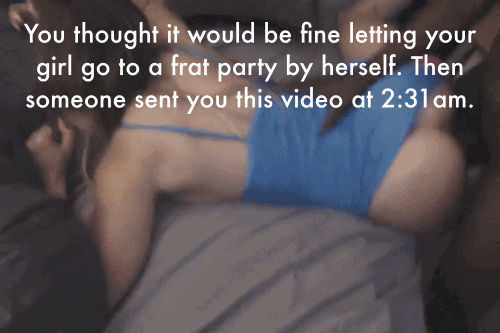 You thought it would be fine letting your
girl go to a frat party by herself. Then
someone sent you this video at 2:31am.